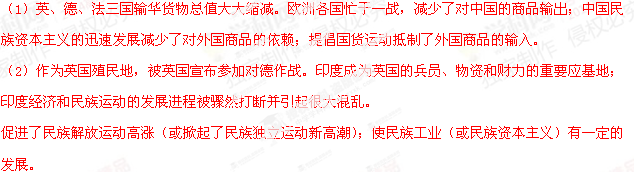 （1）英、德、法三国输华货物总值大大缩减。欧洲各国忙于一战，减少了对中国的商品输出；中国民
族资本主义的迅速发展减少了对外国商品的依赖；提倡国货运动抵制了外国商品的输入。
（2）作为英国殖民地，被英国宣布参加对德作战。印度成为英国的兵员、物资和财力的重要应基地；
印度经济和民族运动的发展进程被骤然打断并引起很大混乱。
促进了民族解放运动高涨（或掀起了民族独立运动新高潮）；使民族工业（或民族资本主义）有一定的
发展。